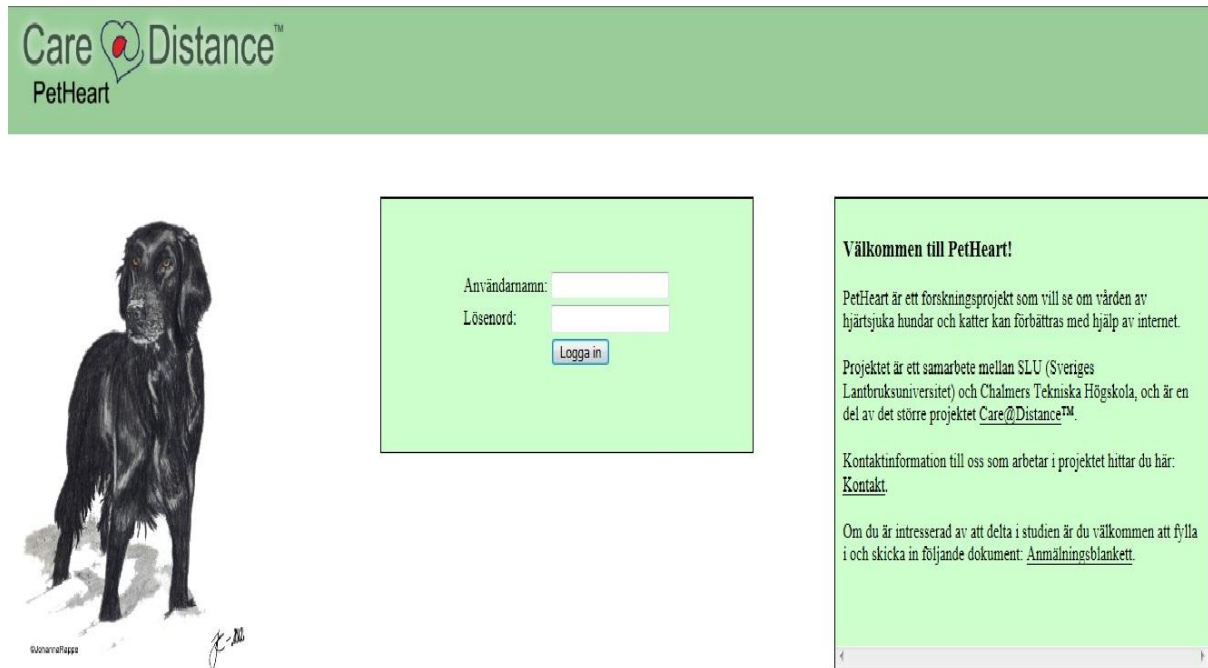 Care @ Distance™
PetHeart
Användarnamn:
Lösenord:
Logga in
Välkommen till PetHeart!
PetHeart är ett forskningsprojekt som vill se om vården av
hjärtsjuka hundar och katter kan förbättras med hjälp av internet.
Projektet är ett samarbete mellan SLU (Sveriges
Lantbruksuniversitet) och Chalmers Tekniska Högskola, och är en
del av det större projektet Care@Distance™.
Kontaktinformation till oss som arbetar i projektet hittar du här:
Kontakt.
Om du är intresserad av att delta i studien är du välkommen att fylla
i och skicka in följande dokument: Anmälningsblankett.
©JohannaRappe